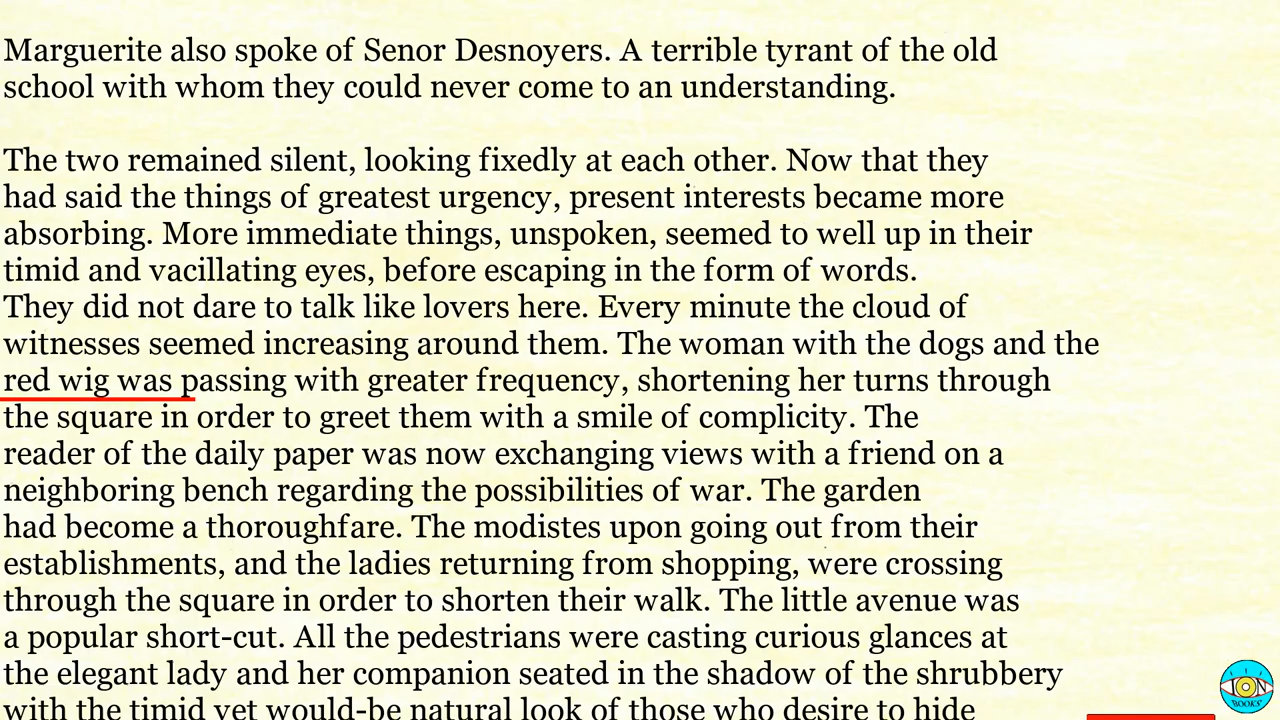 Marguerite also spoke of Senor Desnoyers. A terrible tyrant of the old
school with whom they could never come to an understanding.
The two remained silent, looking fixedly at each other. Now that they
had said the things of greatest urgency, present interests became more
absorbing. More immediate things, unspoken, seemed to well up in their
timid and vacillating eyes, before escaping in the form of words.
They did not dare to talk like lovers here. Every minute the cloud of
witnesses seemed increasing around them. The woman with the dogs and the
red wig was passing with greater frequency, shortening her turns through
the square in order to greet them with a smile of complicity. The
reader of the daily paper was now exchanging views with a friend on a
neighboring bench regarding the possibilities of war. The garden
had become a thoroughfare. The modistes upon going out from their
establishments, and the ladies returning from shopping, were crossing
through the square in order to shorten their walk. The little avenue was
a popular short-cut. All the pedestrians were casting curious glances at
the elegant lady and her companion seated in the shadow of the shrubbery
with the timid yet would-be natural look of those who desire to hide
ION
BOOKS